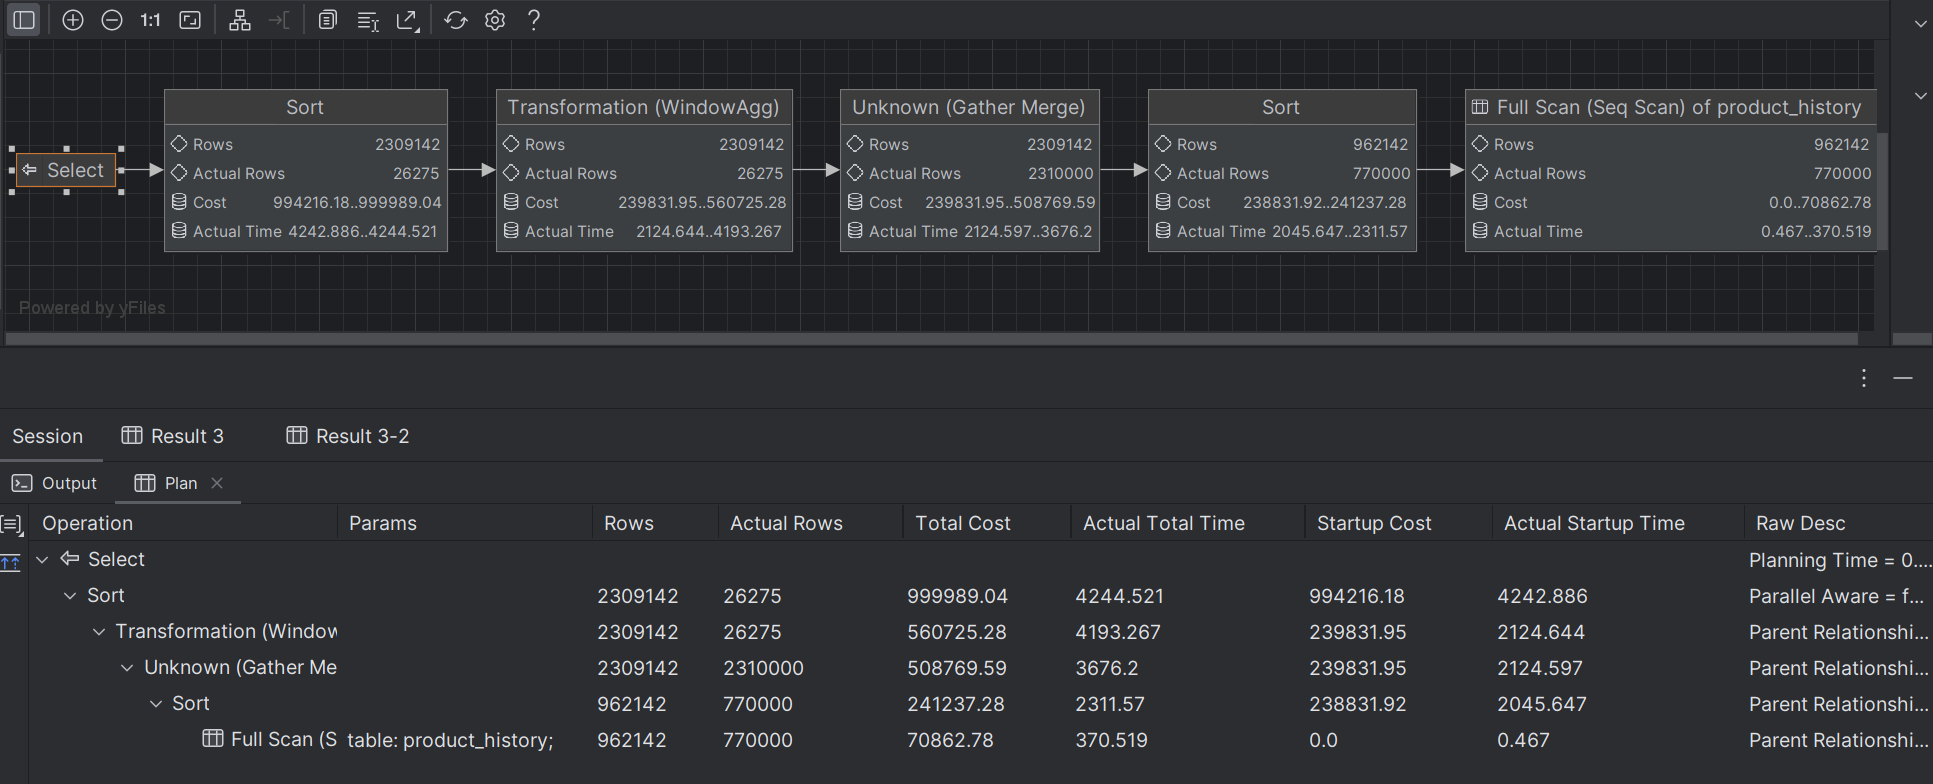 1:1
Select
Sort
Rows 2309142
Actual Rows 26275
Cost 994216.18..999989.04
Actual Time 4242.886..4244.521
Transformation (WindowAgg)
Rows 2309142
Actual Rows 26275
Cost 239831.95..560725.28
Actual Time 2124.644..4193.267
Unknown (Gather Merge)
Rows 2309142
Actual Rows 2310000
Cost 239831.95..508769.59
Actual Time 2124.597..3676.2
Sort
Rows 962142
Actual Rows 770000
Cost 238831.92..241237.28
Actual Time 2045.647..2311.57
Full Scan (Seq Scan) of product_history
Rows 962142
Actual Rows 770000
Cost 0.0..70862.78
Actual Time 0.467..370.519
Powered by yFiles
Session Result 3 Result 3-2
Output Plan
Operation Params Rows Actual Rows Total Cost Actual Total Time Startup Cost Actual Startup Time Raw Desc
Select Planning Time = 0....
Sort 2309142 26275 999989.04 4244.521 994216.18 4242.886 Parallel Aware = f...
Transformation (Window 2309142 26275 560725.28 4193.267 239831.95 2124.644 Parent Relationshi...
Unknown (Gather Me 2309142 2310000 508769.59 3676.2 239831.95 2124.597 Parent Relationshi...
Sort 962142 770000 241237.28 2311.57 238831.92 2045.647 Parent Relationshi...
Full Scan (S table: product_history; 962142 770000 70862.78 370.519 0.0 0.467 Parent Relationshi...